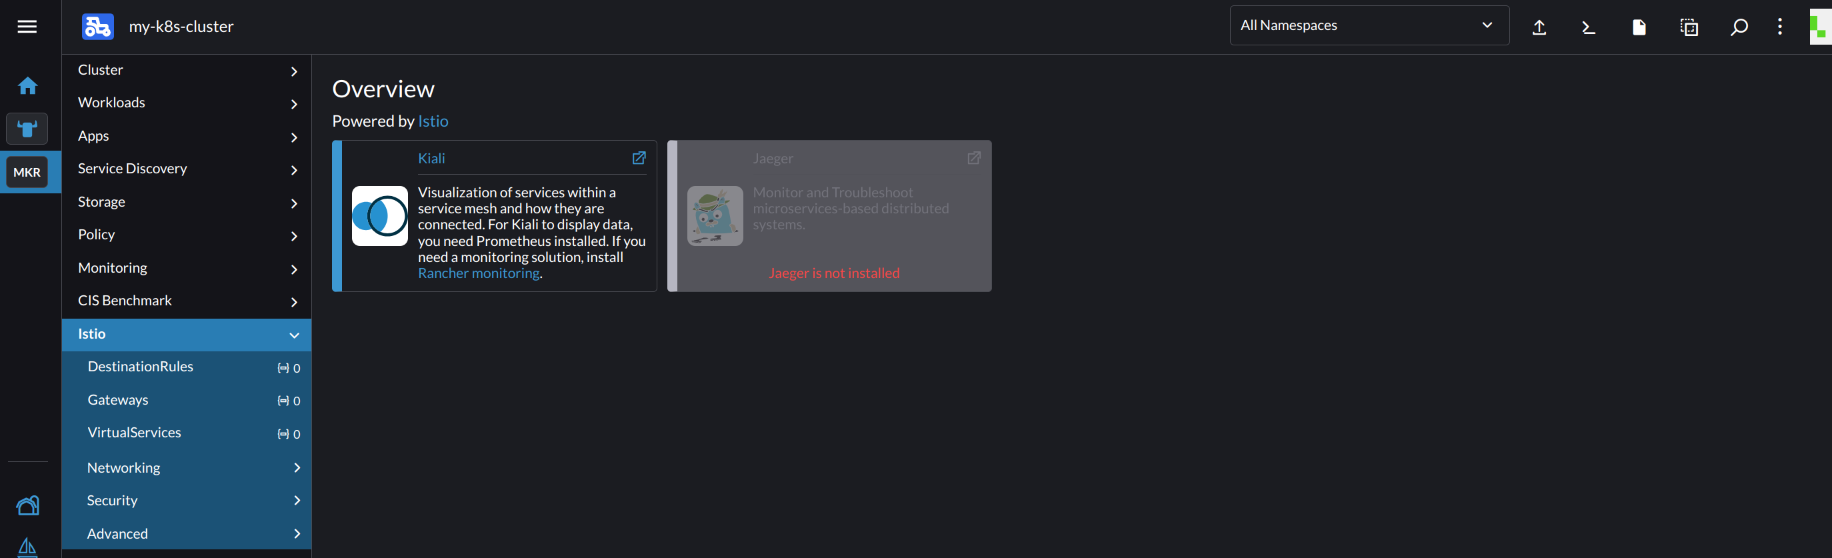 my-k8s-cluster
All Namespaces
MKR
Cluster
Workloads
Apps
Service Discovery
Storage
Policy
Monitoring
CIS Benchmark
Istio
DestinationRules 0
Gateways 0
VirtualServices 0
Networking
Security
Advanced
Overview
Powered by Istio
Kiali
Visualization of services within a
service mesh and how they are
connected. For Kiali to display data,
you need Prometheus installed. If you
need a monitoring solution, install
Rancher monitoring.
Jaeger
Monitor and Troubleshoot
microservices-based distributed
systems.
Jaeger is not installed